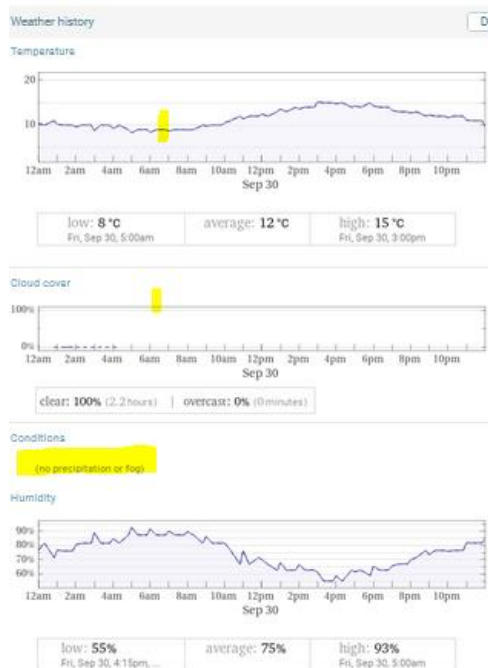 Weather history
D
Temperature
20
10
12am 2am 4am 6am 8am 10am 12pm 2pm 4pm 6pm 8pm 10pm
Sep 30
low: 8 °C average: 12 °C high: 15 °C
Fri, Sep 30, 5:00am Fri, Sep 30, 3:00pm
Cloud cover
100%
0%
12am 2am 4am 6am 8am 10am 12pm 2pm 4pm 6pm 8pm 10pm
Sep 30
clear: 100% (2.2 hours) | overcast: 0% (0 minutes)
Conditions
(no precipitation or fog)
Humidity
90%
80%
70%
60%
12am 2am 4am 6am 8am 10am 12pm 2pm 4pm 6pm 8pm 10pm
Sep 30
low: 55% average: 75% high: 93%
Fri, Sep 30, 4:15pm, ... Fri, Sep 30, 5:00am